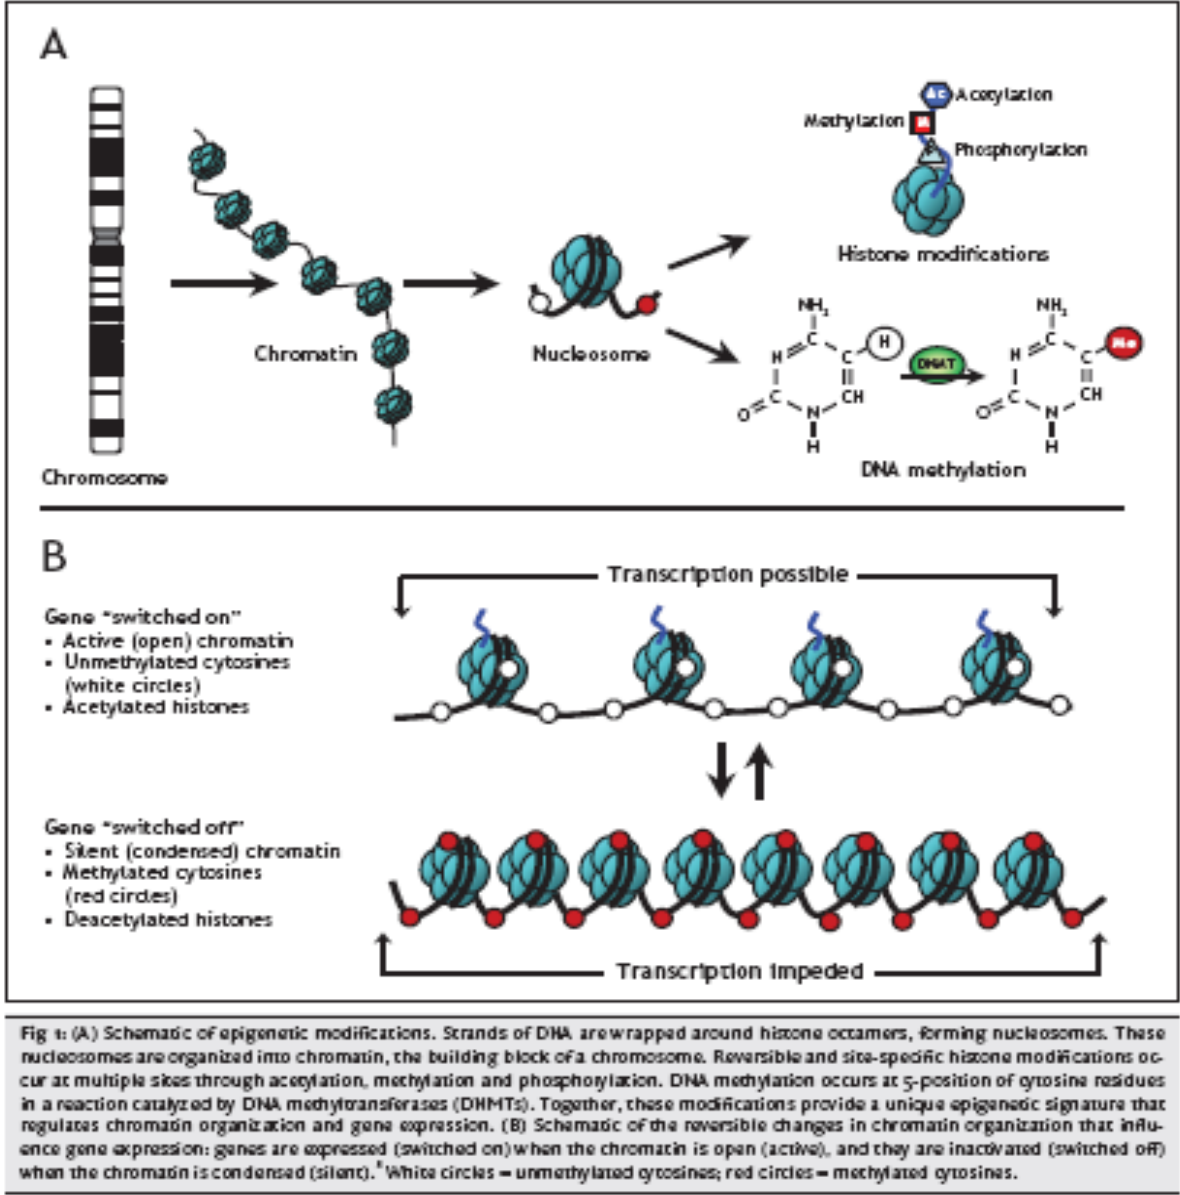 A
Ac Acetylation
Methylation M
P Phosphorylation
Histone modifications
Chromatin
Nucleosome
NH2 NH2
H Me
N C C DNMT N C C
O C N CH O C N CH
H H
DNA methylation
Chromosome
B
Transcription possible
Gene "switched on"
• Active (open) chromatin
• Unmethylated cytosines
(white circles)
• Acetylated histones
Gene "switched off"
• Silent (condensed) chromatin
• Methylated cytosines
(red circles)
• Deacetylated histones
Transcription impeded
Fig 1: (A) Schematic of epigenetic modifications. Strands of DNA are wrapped around histone octamers, forming nucleosomes. These
nucleosomes are organized into chromatin, the building block of a chromosome. Reversible and site-specific histone modifications oc-
cur at multiple sites through acetylation, methylation and phosphorylation. DNA methylation occurs at 5-position of cytosine residues
in a reaction catalyzed by DNA methyltransferases (DNMTs). Together, these modifications provide a unique epigenetic signature that
regulates chromatin organization and gene expression. (B) Schematic of the reversible changes in chromatin organization that influ-
ence gene expression: genes are expressed (switched on) when the chromatin is open (active), and they are inactivated (switched off)
when the chromatin is condensed (silent). White circles = unmethylated cytosines; red circles = methylated cytosines.